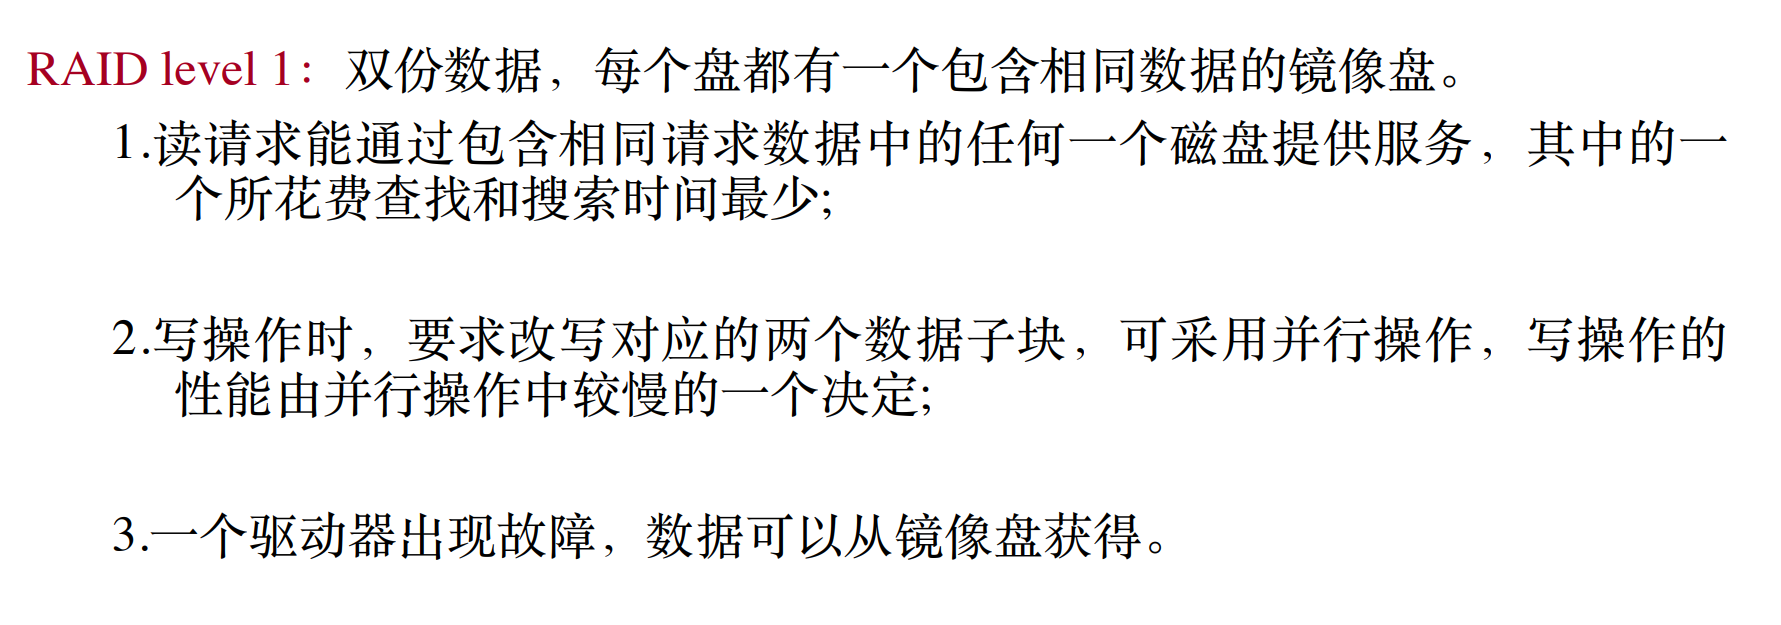 RAID level 1：双份数据，每个盘都有一个包含相同数据的镜像盘。
1.读请求能通过包含相同请求数据中的任何一个磁盘提供服务，其中的一
个所花费查找和搜索时间最少;
2.写操作时，要求改写对应的两个数据子块，可采用并行操作，写操作的
性能由并行操作中较慢的一个决定;
3.一个驱动器出现故障，数据可以从镜像盘获得。